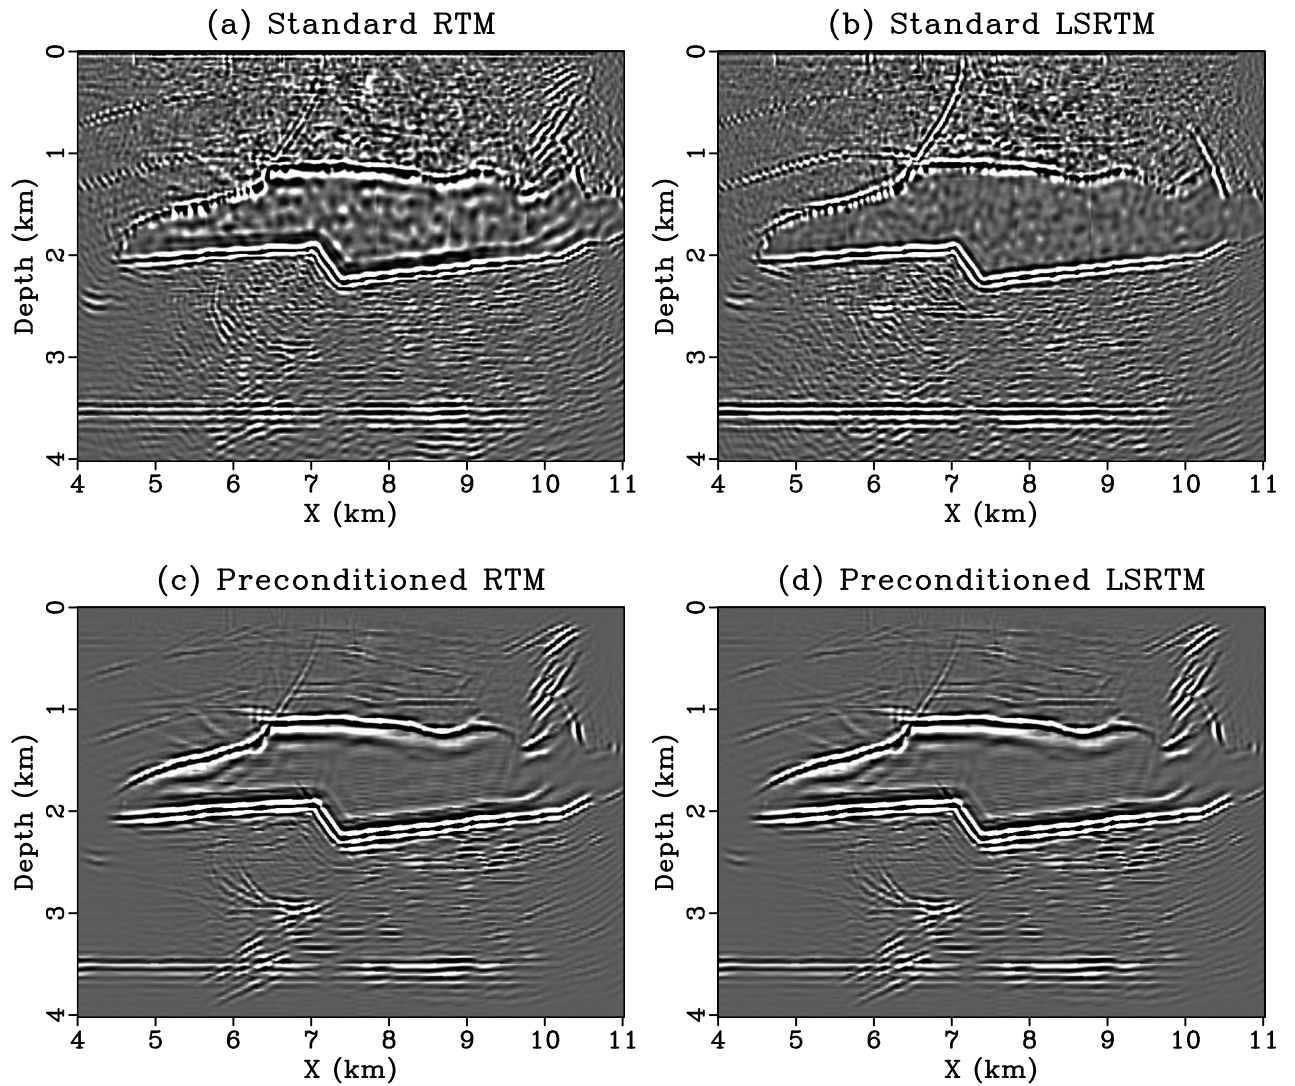 (a) Standard RTM
(b) Standard LSRTM
0
1
2
3
4
Depth (km)
4 5 6 7 8 9 10 11
X (km)
0
1
2
3
4
Depth (km)
4 5 6 7 8 9 10 11
X (km)
(c) Preconditioned RTM
(d) Preconditioned LSRTM
0
1
2
3
4
Depth (km)
4 5 6 7 8 9 10 11
X (km)
0
1
2
3
4
Depth (km)
4 5 6 7 8 9 10 11
X (km)